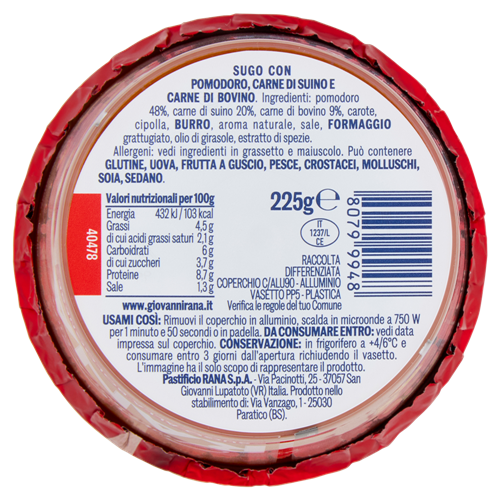 SUGO CON
POMODORO, CARNE DI SUINO E
CARNE DI BOVINO. Ingredienti: pomodoro
48%, carne di suino 20%, carne di bovino 9%, carote,
cipolla, BURRO, aroma naturale, sale, FORMAGGIO
grattugiato, olio di girasole, estratto di spezie.
Allergeni: vedi ingredienti in grassetto e maiuscolo. Può contenere
GLUTINE, UOVA, FRUTTA A GUSCIO, PESCE, CROSTACEI, MOLLUSCHI,
SOIA, SEDANO.
Valori nutrizionali per 100g
Energia 432 kJ / 103 kcal
Grassi 4,5 g
di cui acidi grassi saturi 2,1 g
Carboidrati 6 g
di cui zuccheri 3,7 g
Proteine 8,7 g
Sale 1,3 g
40478
225g e
IT
1237/L
CE
80799948
RACCOLTA
DIFFERENZIATA
COPERCHIO C/ALU90 - ALLUMINIO
VASETTO PP5 - PLASTICA
Verifica le regole del tuo Comune
www.giovannirana.it
USAMI COSÌ: Rimuovi il coperchio in alluminio, scalda in microonde a 750 W
per 1 minuto e 50 secondi o in padella. DA CONSUMARE ENTRO: vedi data
impressa sul coperchio. CONSERVAZIONE: in frigorifero a +4/6°C e
consumare entro 3 giorni dall'apertura richiudendo il vasetto.
L'immagine ha il solo scopo di rappresentare il prodotto.
Pastificio RANA S.p.A. - Via Pacinotti, 25 - 37057 San
Giovanni Lupatoto (VR) Italia. Prodotto nello
stabilimento di: Via Vanzago, 1 - 25030
Paratico (BS).